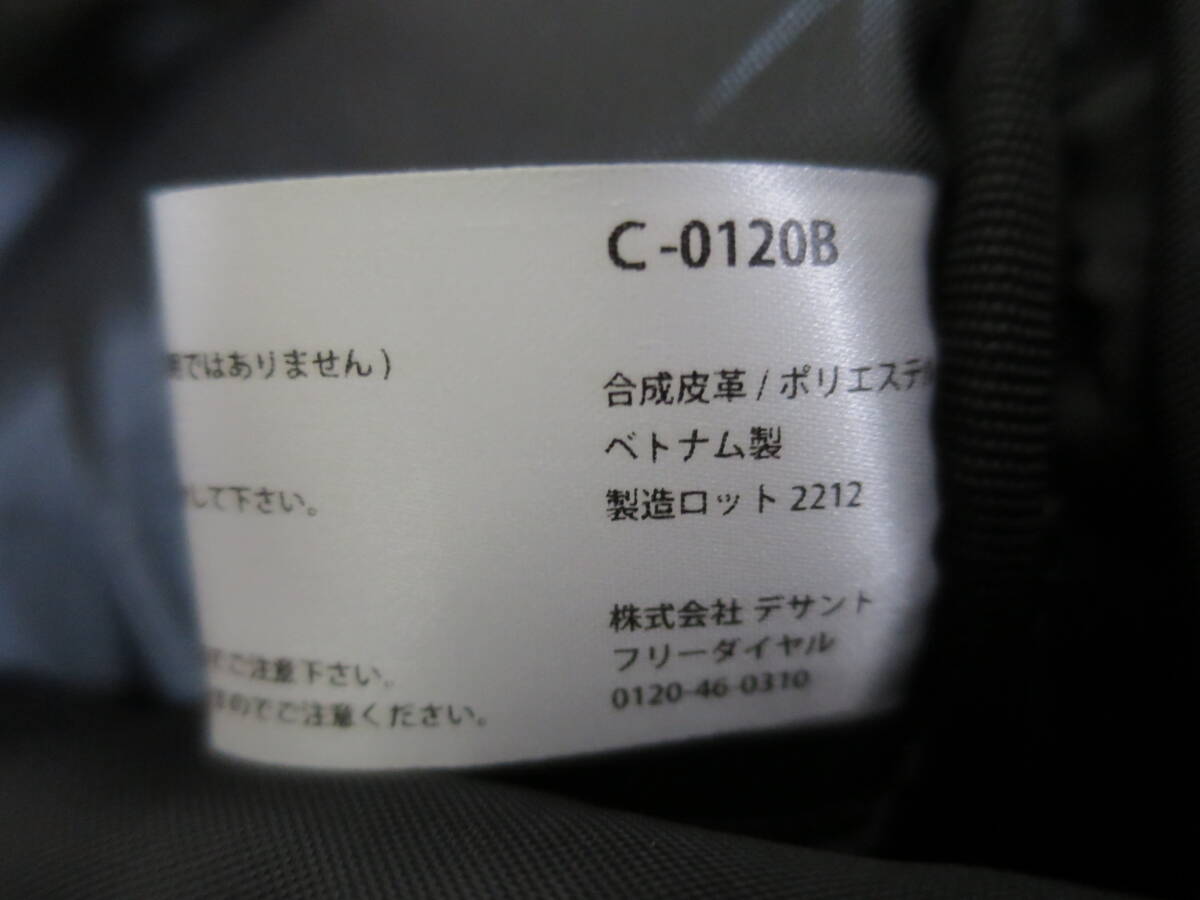 C-0120B
ではありません)
合成皮革/ポリエステル
ベトナム製
して下さい。
製造ロット 2212
株式会社 デサント
フリーダイヤル
0120-46-0310
ご注意下さい。
のでご注意ください。